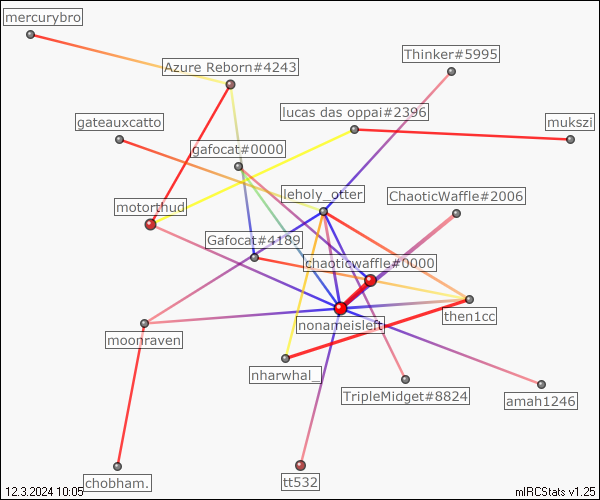 mercurybro
Thinker#5995
Azure Reborn#4243
lucas das oppai#2396
gateauxcatto
mukszi
gafocat#0000
leholy_otter
ChaoticWaffle#2006
motorthud
Gafocat#4189
chaoticwaffle#0000
nonameisleft
then1cc
moonraven
nharwhal_
TripleMidget#8824
amah1246
chobham.
tt532
12.3.2024 10:05
mIRCStats v1.25